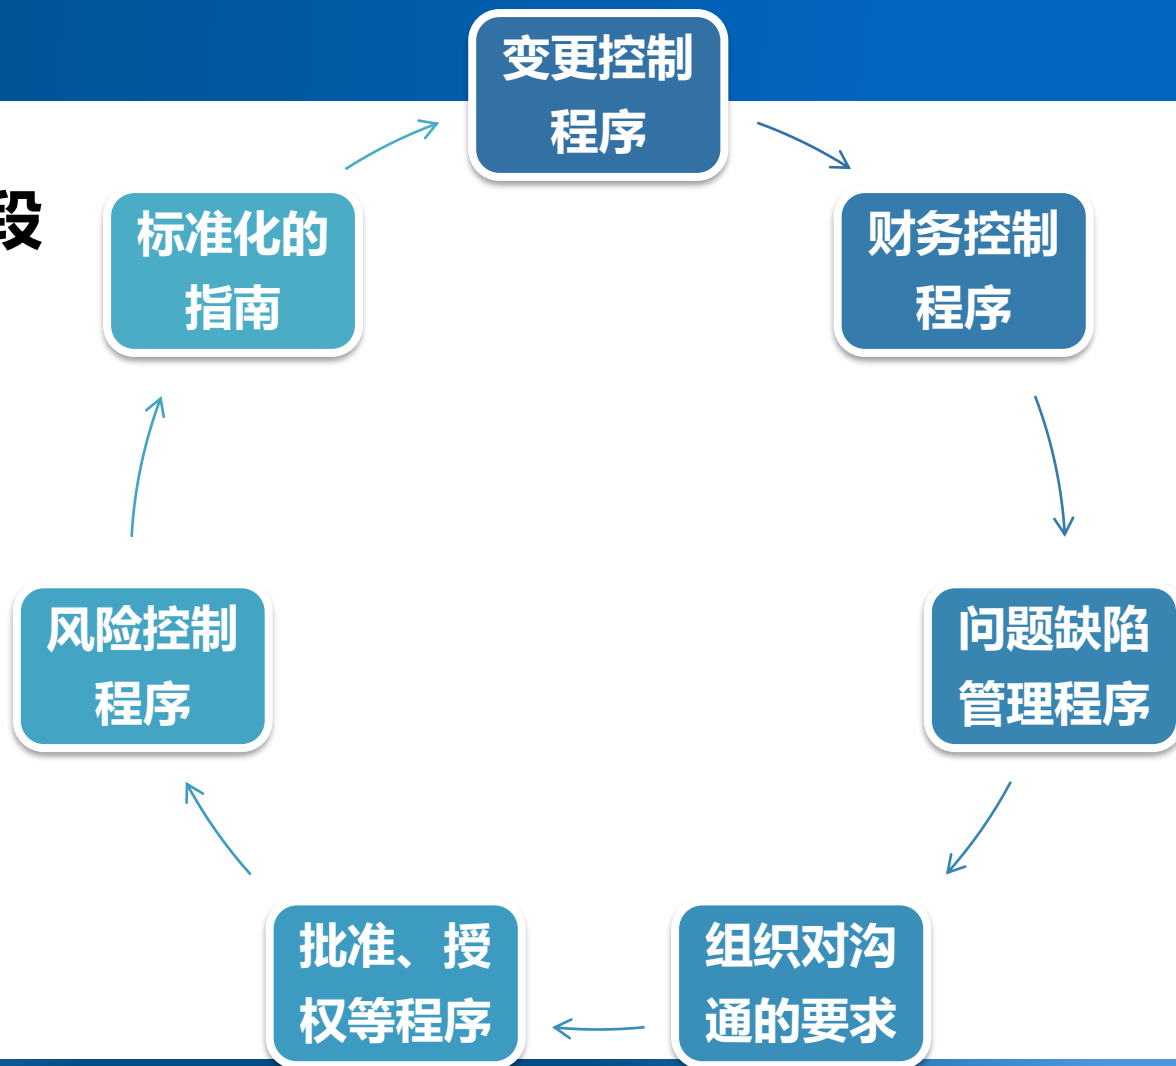 段
变更控制
程序
财务控制
程序
问题缺陷
管理程序
组织对沟
通的要求
批准、授
权等程序
风险控制
程序
标准化的
指南